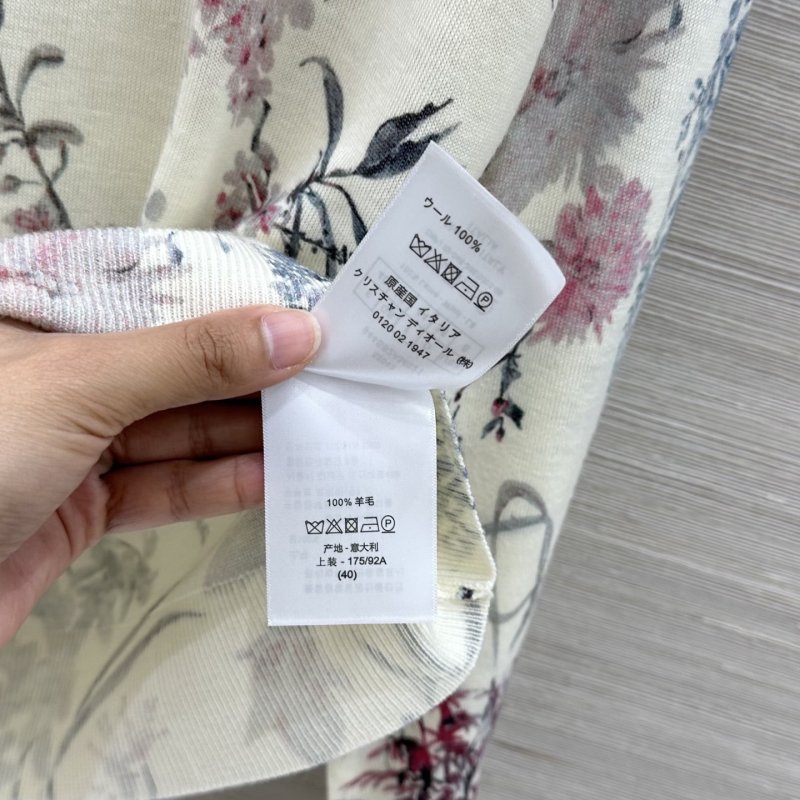 ウール 100%
原産国 イタリア
クリスチャン ディオール (株)
0120 02 1947
100% 羊毛
产地 - 意大利
上装 - 175/92A
(40)